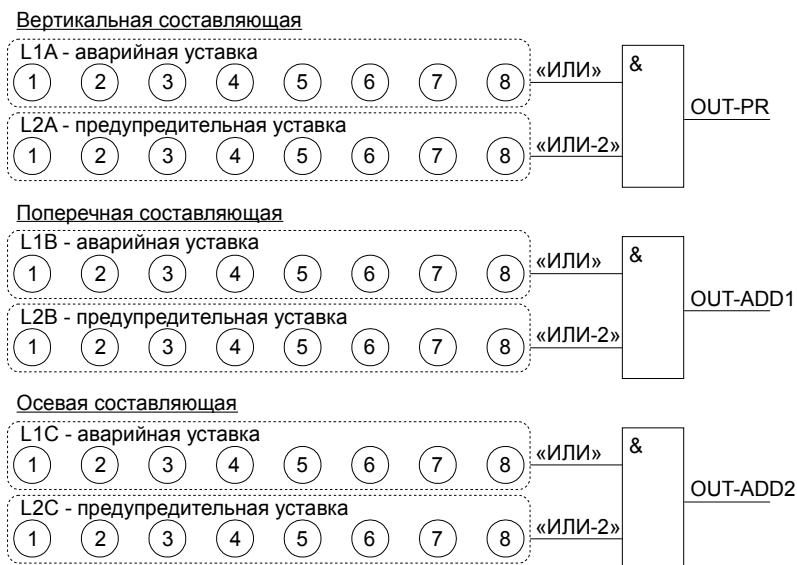 Вертикальная составляющая
L1A - аварийная уставка
1 2 3 4 5 6 7 8 «ИЛИ» &
OUT-PR
L2A - предупредительная уставка
1 2 3 4 5 6 7 8 «ИЛИ-2»
Поперечная составляющая
L1B - аварийная уставка
1 2 3 4 5 6 7 8 «ИЛИ» &
OUT-ADD1
L2B - предупредительная уставка
1 2 3 4 5 6 7 8 «ИЛИ-2»
Осевая составляющая
L1C - аварийная уставка
1 2 3 4 5 6 7 8 «ИЛИ» &
OUT-ADD2
L2C - предупредительная уставка
1 2 3 4 5 6 7 8 «ИЛИ-2»